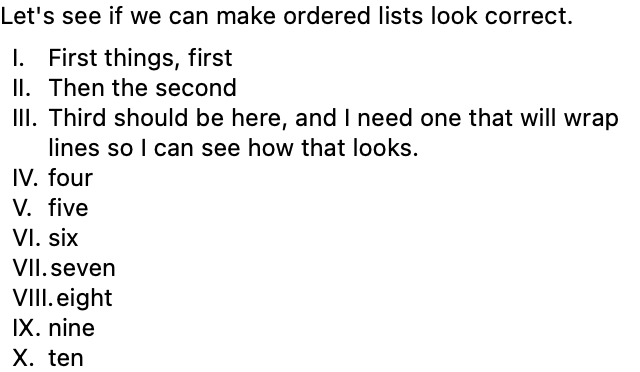 Let's see if we can make ordered lists look correct.
I. First things, first
II. Then the second
III. Third should be here, and I need one that will wrap
lines so I can see how that looks.
IV. four
V. five
VI. six
VII. seven
VIII. eight
IX. nine
X. ten